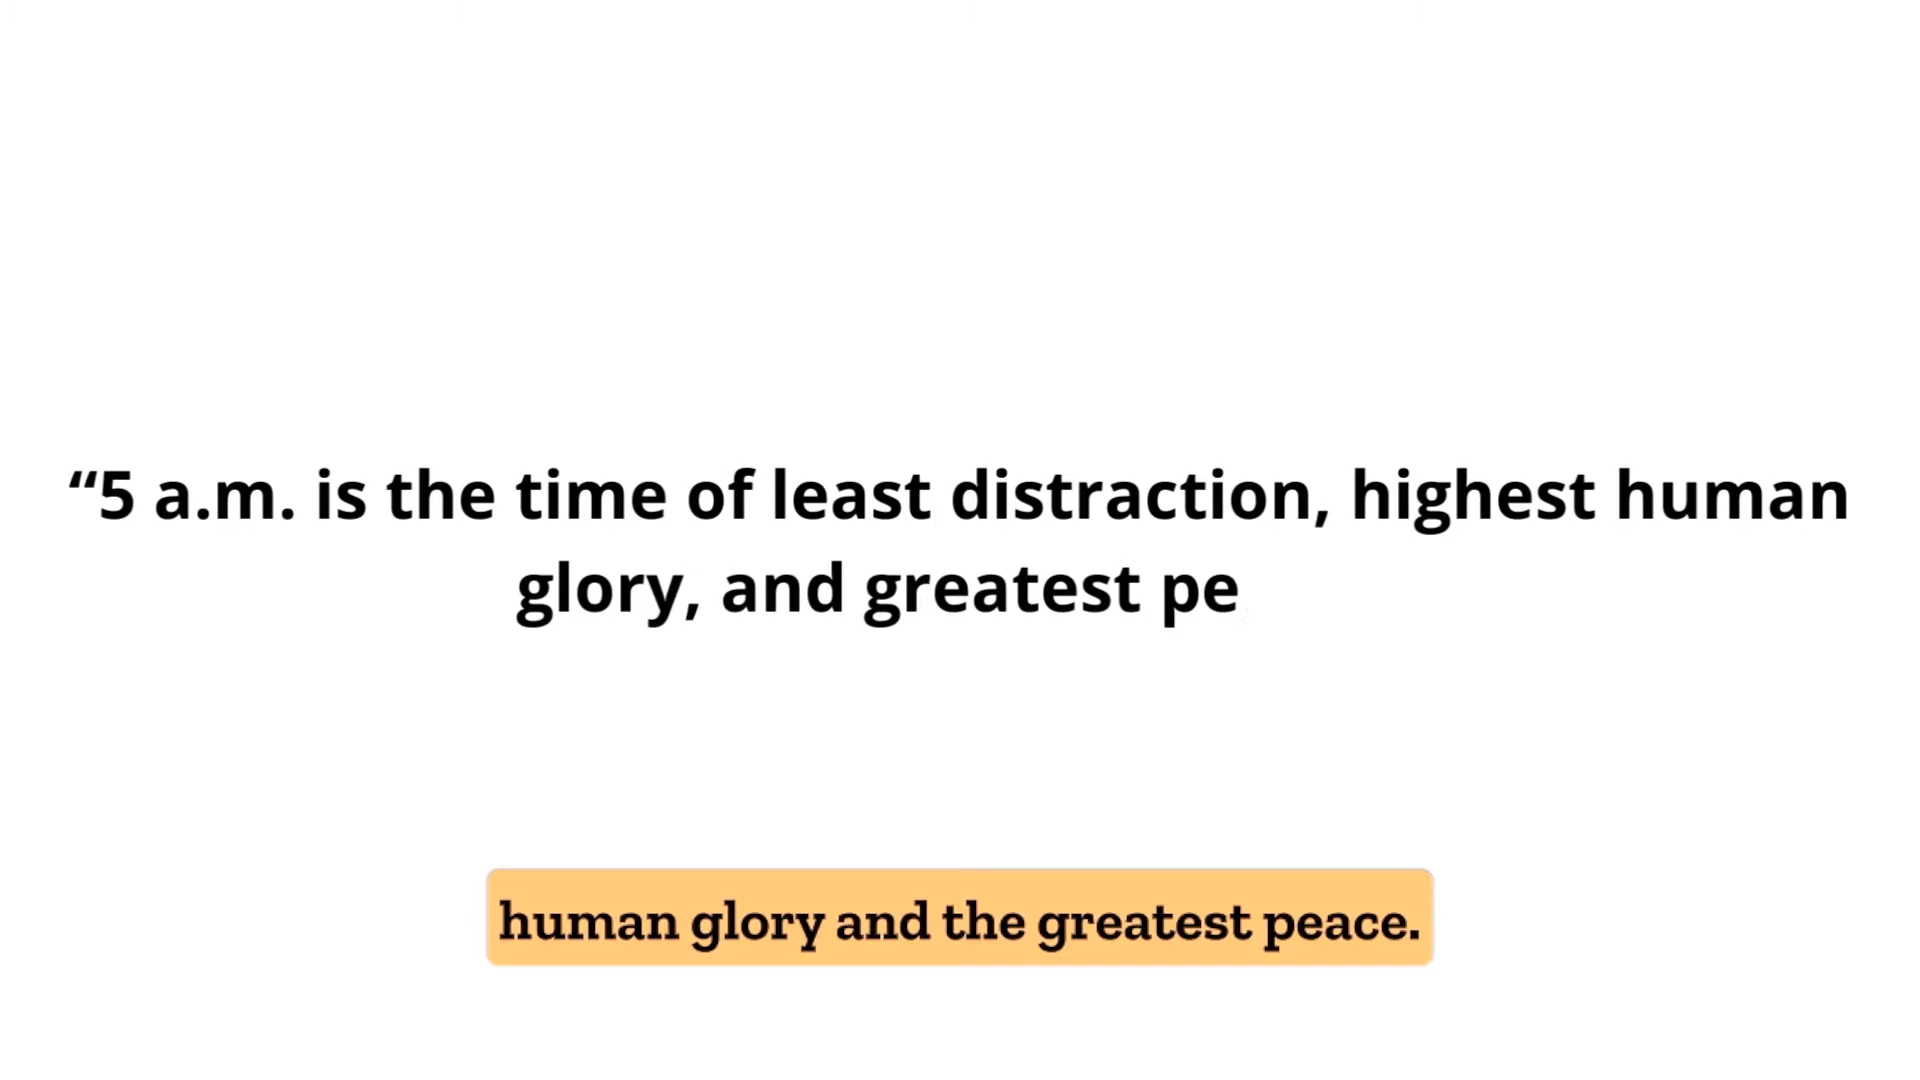 “5 a.m. is the time of least distraction, highest human
glory, and greatest pe
human glory and the greatest peace.